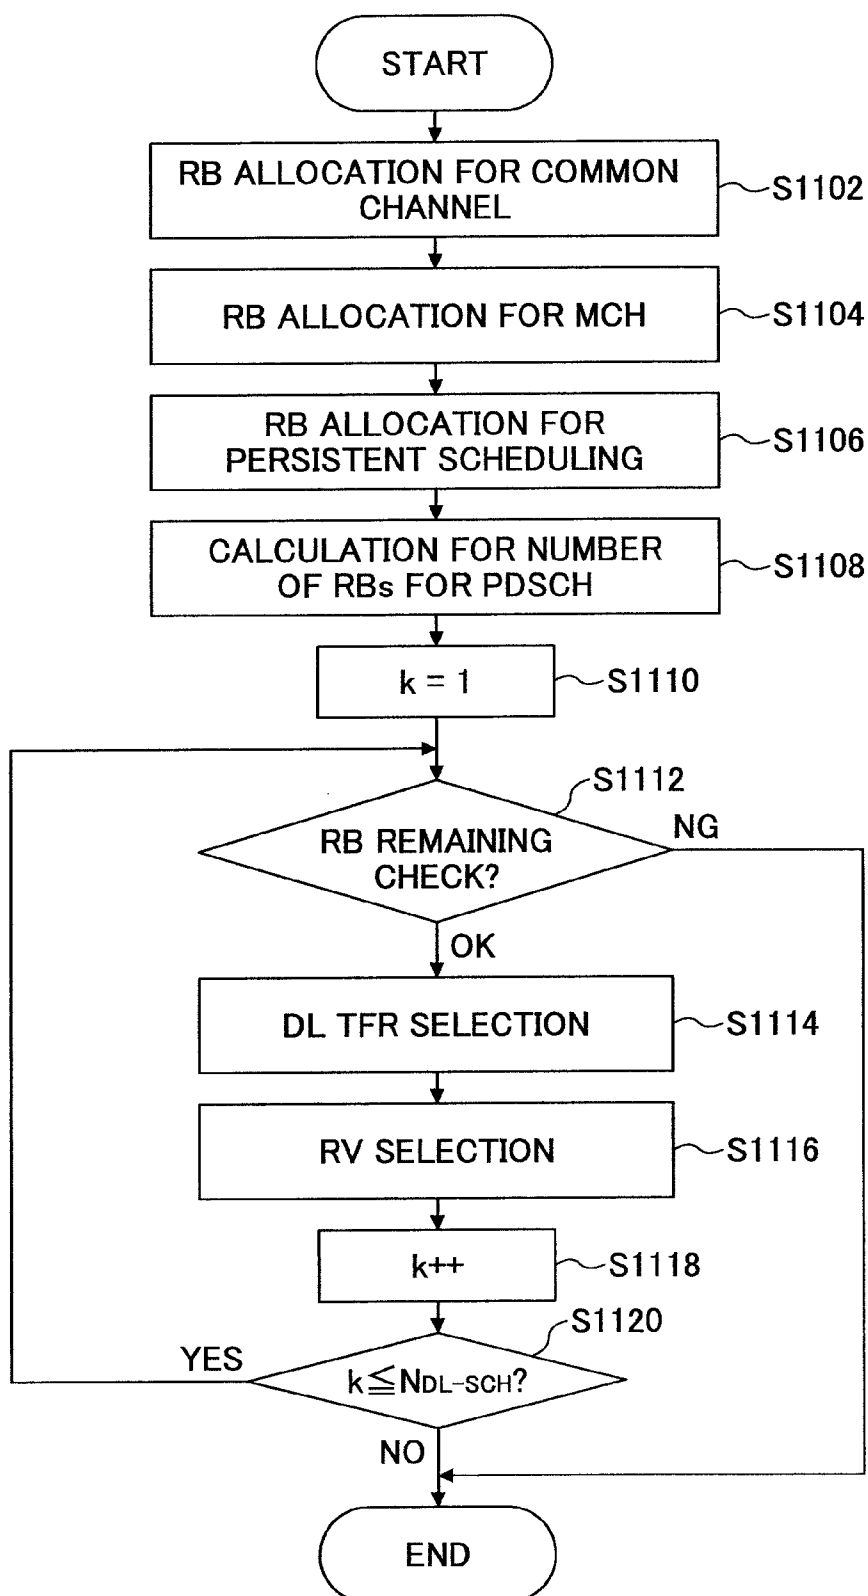 START
RB ALLOCATION FOR COMMON
CHANNEL
S1102
RB ALLOCATION FOR MCH
S1104
RB ALLOCATION FOR
PERSISTENT SCHEDULING
S1106
CALCULATION FOR NUMBER
OF RBs FOR PDSCH
S1108
k = 1
S1110
S1112
RB REMAINING
CHECK?
NG
OK
DL TFR SELECTION
S1114
RV SELECTION
S1116
k++
S1118
S1120
YES
k≦NDL-SCH?
NO
END